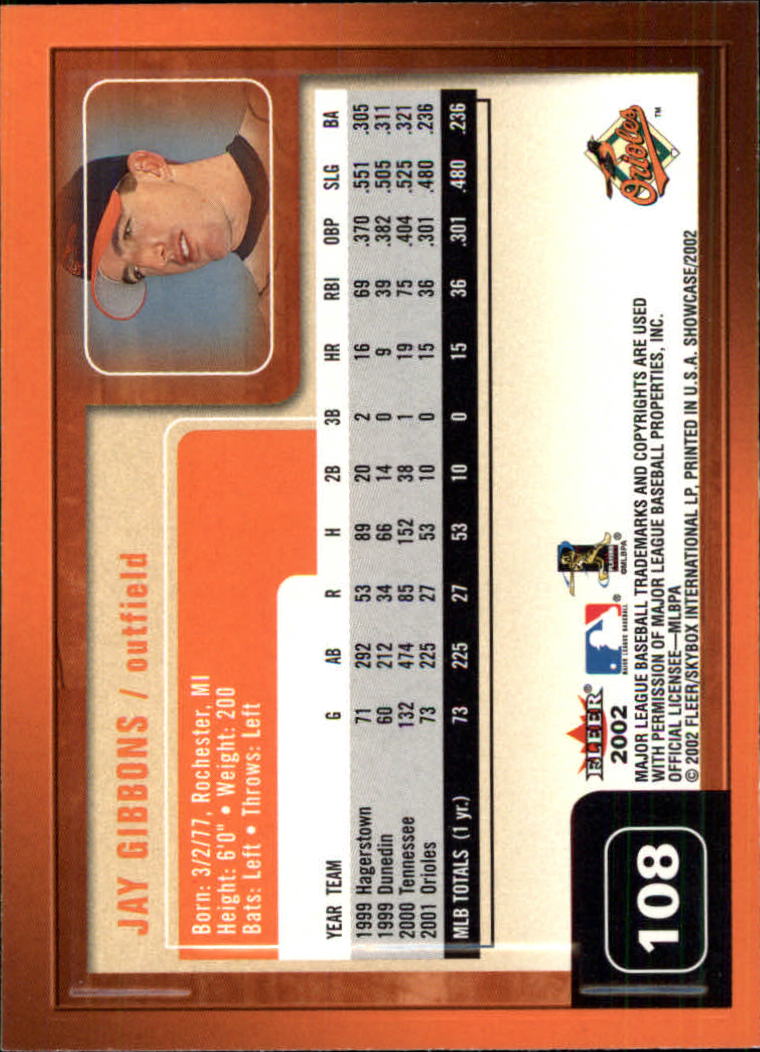 JAY GIBBONS / outfield
Born: 3/2/77, Rochester, MI
Height: 6'0" • Weight: 200
Bats: Left • Throws: Left
YEAR TEAM G AB R H 2B 3B HR RBI OBP SLG BA
1999 Hagerstown 71 292 53 89 20 2 16 69 .370 .551 .305
1999 Dunedin 60 212 34 66 14 0 9 39 .382 .505 .311
2000 Tennessee 132 474 85 152 38 1 19 75 .404 .525 .321
2001 Orioles 73 225 27 53 10 0 15 36 .301 .480 .236
MLB TOTALS (1 yr.) 73 225 27 53 10 0 15 36 .301 .480 .236
Orioles ™
FLEER®
2002
MAJOR LEAGUE BASEBALL®
PLAYERS
©MLBPA
MAJOR LEAGUE BASEBALL TRADEMARKS AND COPYRIGHTS ARE USED
WITH PERMISSION OF MAJOR LEAGUE BASEBALL PROPERTIES, INC.
OFFICIAL LICENSEE—MLBPA
© 2002 FLEER/SKYBOX INTERNATIONAL LP, PRINTED IN U.S.A. SHOWCASE/2002
108